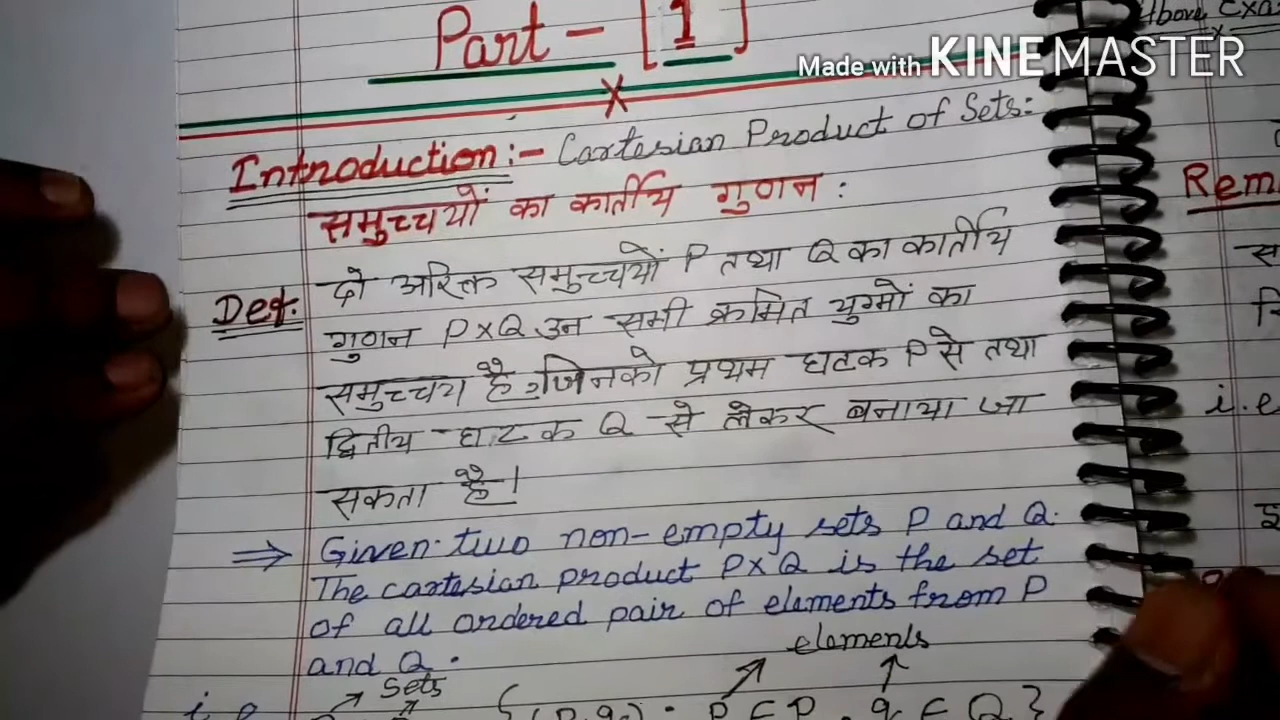 Part - [1]
Made with KINEMASTER
Above Exa
Introduction:- Cartesian Product of Sets:
समुच्चयों का कार्तीय गुणन :
Def. दो अरिक्त समुच्चयों P तथा Q का कार्तीय
गुणन P×Q उन सभी क्रमित युग्मों का
समुच्चय है, जिनको प्रथम घटक P से तथा
द्वितीय घटक Q से लेकर बनाया जा
सकता है।
⇒ Given two non-empty sets P and Q.
The cartesian product P×Q is the set
of all ordered pair of elements from P
and Q.
elements
Sets
i.e {(p,q): p∈P, q∈Q}
Rem
स
i.e